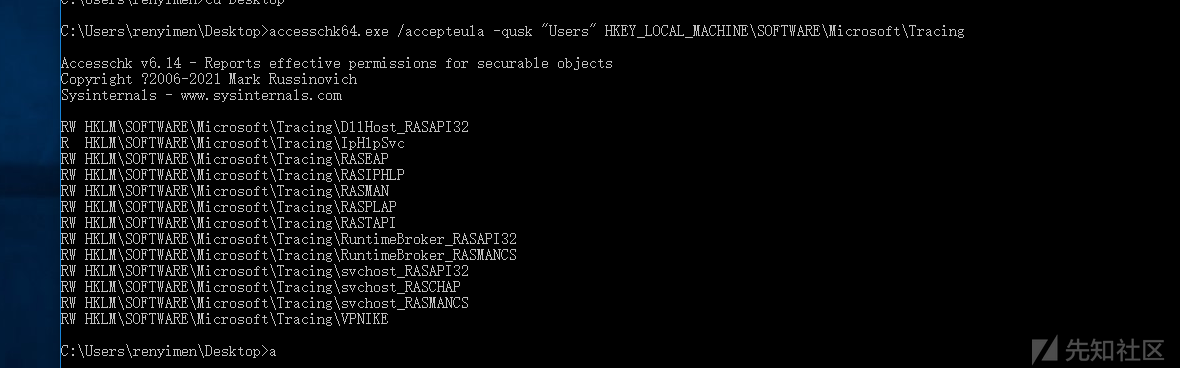 C:\Users\renyimen>cd Desktop
C:\Users\renyimen\Desktop>accesschk64.exe /accepteula -qusk "Users" HKEY_LOCAL_MACHINE\SOFTWARE\Microsoft\Tracing
Accesschk v6.14 - Reports effective permissions for securable objects
Copyright ?2006-2021 Mark Russinovich
Sysinternals - www.sysinternals.com
RW HKLM\SOFTWARE\Microsoft\Tracing\DllHost_RASAPI32
R  HKLM\SOFTWARE\Microsoft\Tracing\IpHlpSvc
RW HKLM\SOFTWARE\Microsoft\Tracing\RASEAP
RW HKLM\SOFTWARE\Microsoft\Tracing\RASIPHLP
RW HKLM\SOFTWARE\Microsoft\Tracing\RASMAN
RW HKLM\SOFTWARE\Microsoft\Tracing\RASPLAP
RW HKLM\SOFTWARE\Microsoft\Tracing\RASTAPI
RW HKLM\SOFTWARE\Microsoft\Tracing\RuntimeBroker_RASAPI32
RW HKLM\SOFTWARE\Microsoft\Tracing\RuntimeBroker_RASMANCS
RW HKLM\SOFTWARE\Microsoft\Tracing\svchost_RASAPI32
RW HKLM\SOFTWARE\Microsoft\Tracing\svchost_RASCHAP
RW HKLM\SOFTWARE\Microsoft\Tracing\svchost_RASMANCS
RW HKLM\SOFTWARE\Microsoft\Tracing\VPNIKE
C:\Users\renyimen\Desktop>a
先知社区